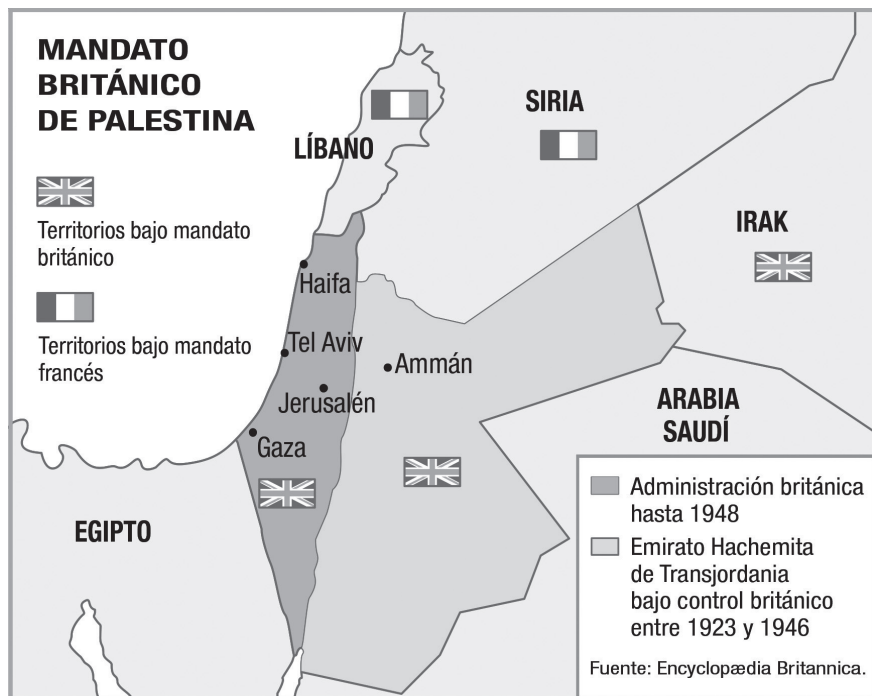 MANDATO
BRITÁNICO
DE PALESTINA
Territorios bajo mandato
británico
Territorios bajo mandato
francés
LÍBANO
SIRIA
IRAK
Haifa
Tel Aviv
Ammán
Jerusalén
Gaza
ARABIA
SAUDÍ
EGIPTO
Administración británica
hasta 1948
Emirato Hachemita
de Transjordania
bajo control británico
entre 1923 y 1946
Fuente: Encyclopædia Britannica.